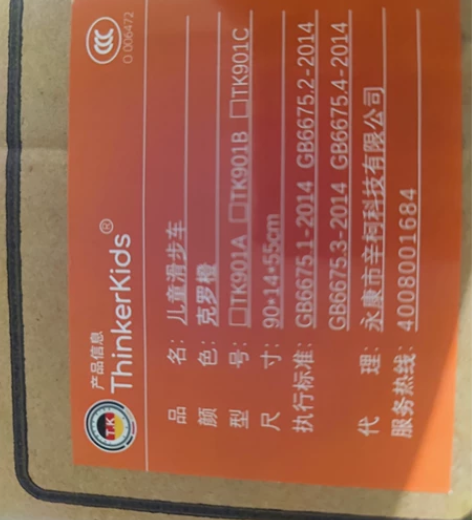 产品信息
ThinkerKids®
T.K
CCC
O 006472
品名：儿童滑步车
颜色：克罗橙
型号：□TK901A □TK901B □TK901C
尺寸：90*14*55cm
执行标准：GB6675.1-2014 GB6675.2-2014
GB6675.3-2014 GB6675.4-2014
代理：永康市辛柯科技有限公司
服务热线：4008001684